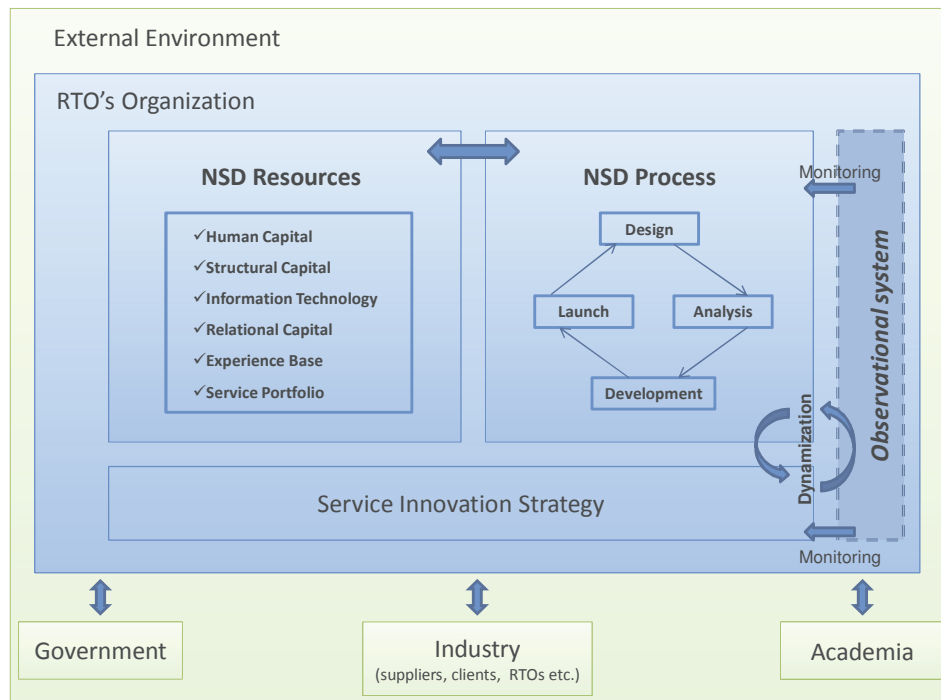 External Environment
RTO's Organization
NSD Resources
✓Human Capital
✓Structural Capital
✓Information Technology
✓Relational Capital
✓Experience Base
✓Service Portfolio
NSD Process
Design
Launch
Analysis
Development
Monitoring
Observational system
Dynamization
Service Innovation Strategy
Monitoring
Government
Industry
(suppliers, clients, RTOs etc.)
Academia